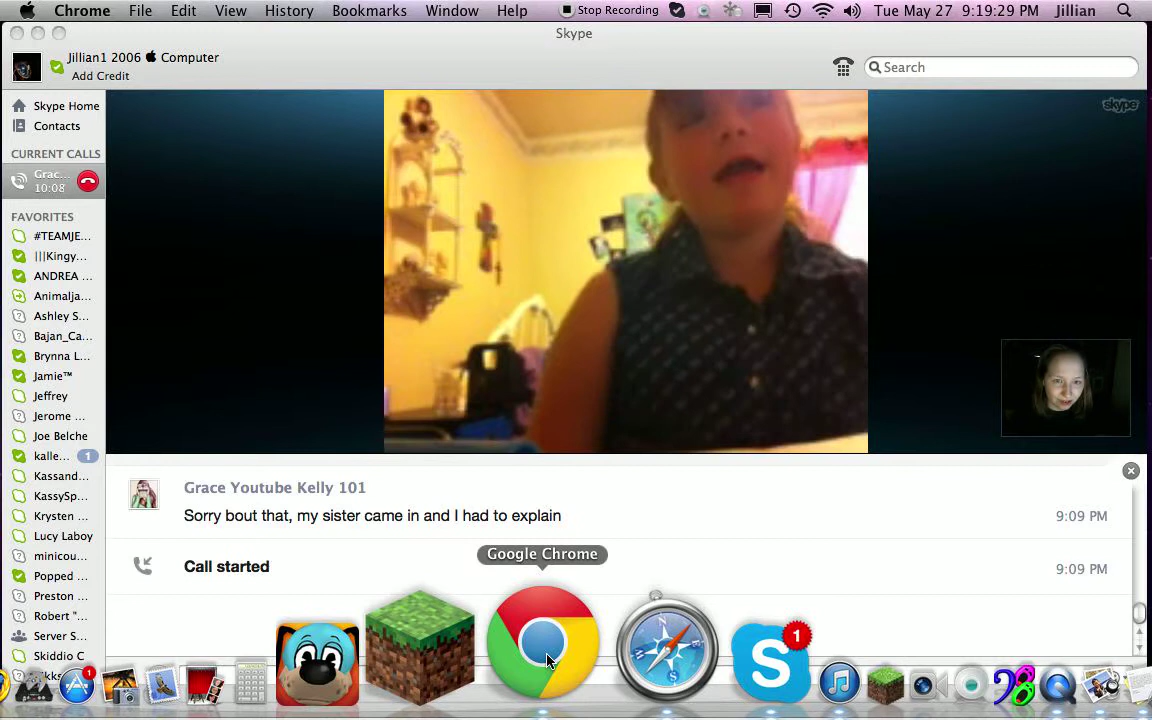 Chrome File Edit View History Bookmarks Window Help Stop Recording Tue May 27 9:19:29 PM Jillian
Skype
Jillian1 2006 Computer
Add Credit
Search
skype
Skype Home
Contacts
CURRENT CALLS
Grac...
10:08
FAVORITES
#TEAMJE...
|||Kingy...
ANDREA ...
Animalja...
Ashley S...
Bajan_Ca...
Brynna L...
Jamie™
Jeffrey
Jerome ...
Joe Belche
kalle... 1
Kassand...
KassySp...
Krysten ...
Lucy Laboy
minicou...
Popped ...
Preston ...
Robert "...
Server S...
Skiddio C
Grace Youtube Kelly 101
Sorry bout that, my sister came in and I had to explain 9:09 PM
Call started 9:09 PM
Google Chrome
1
S 1